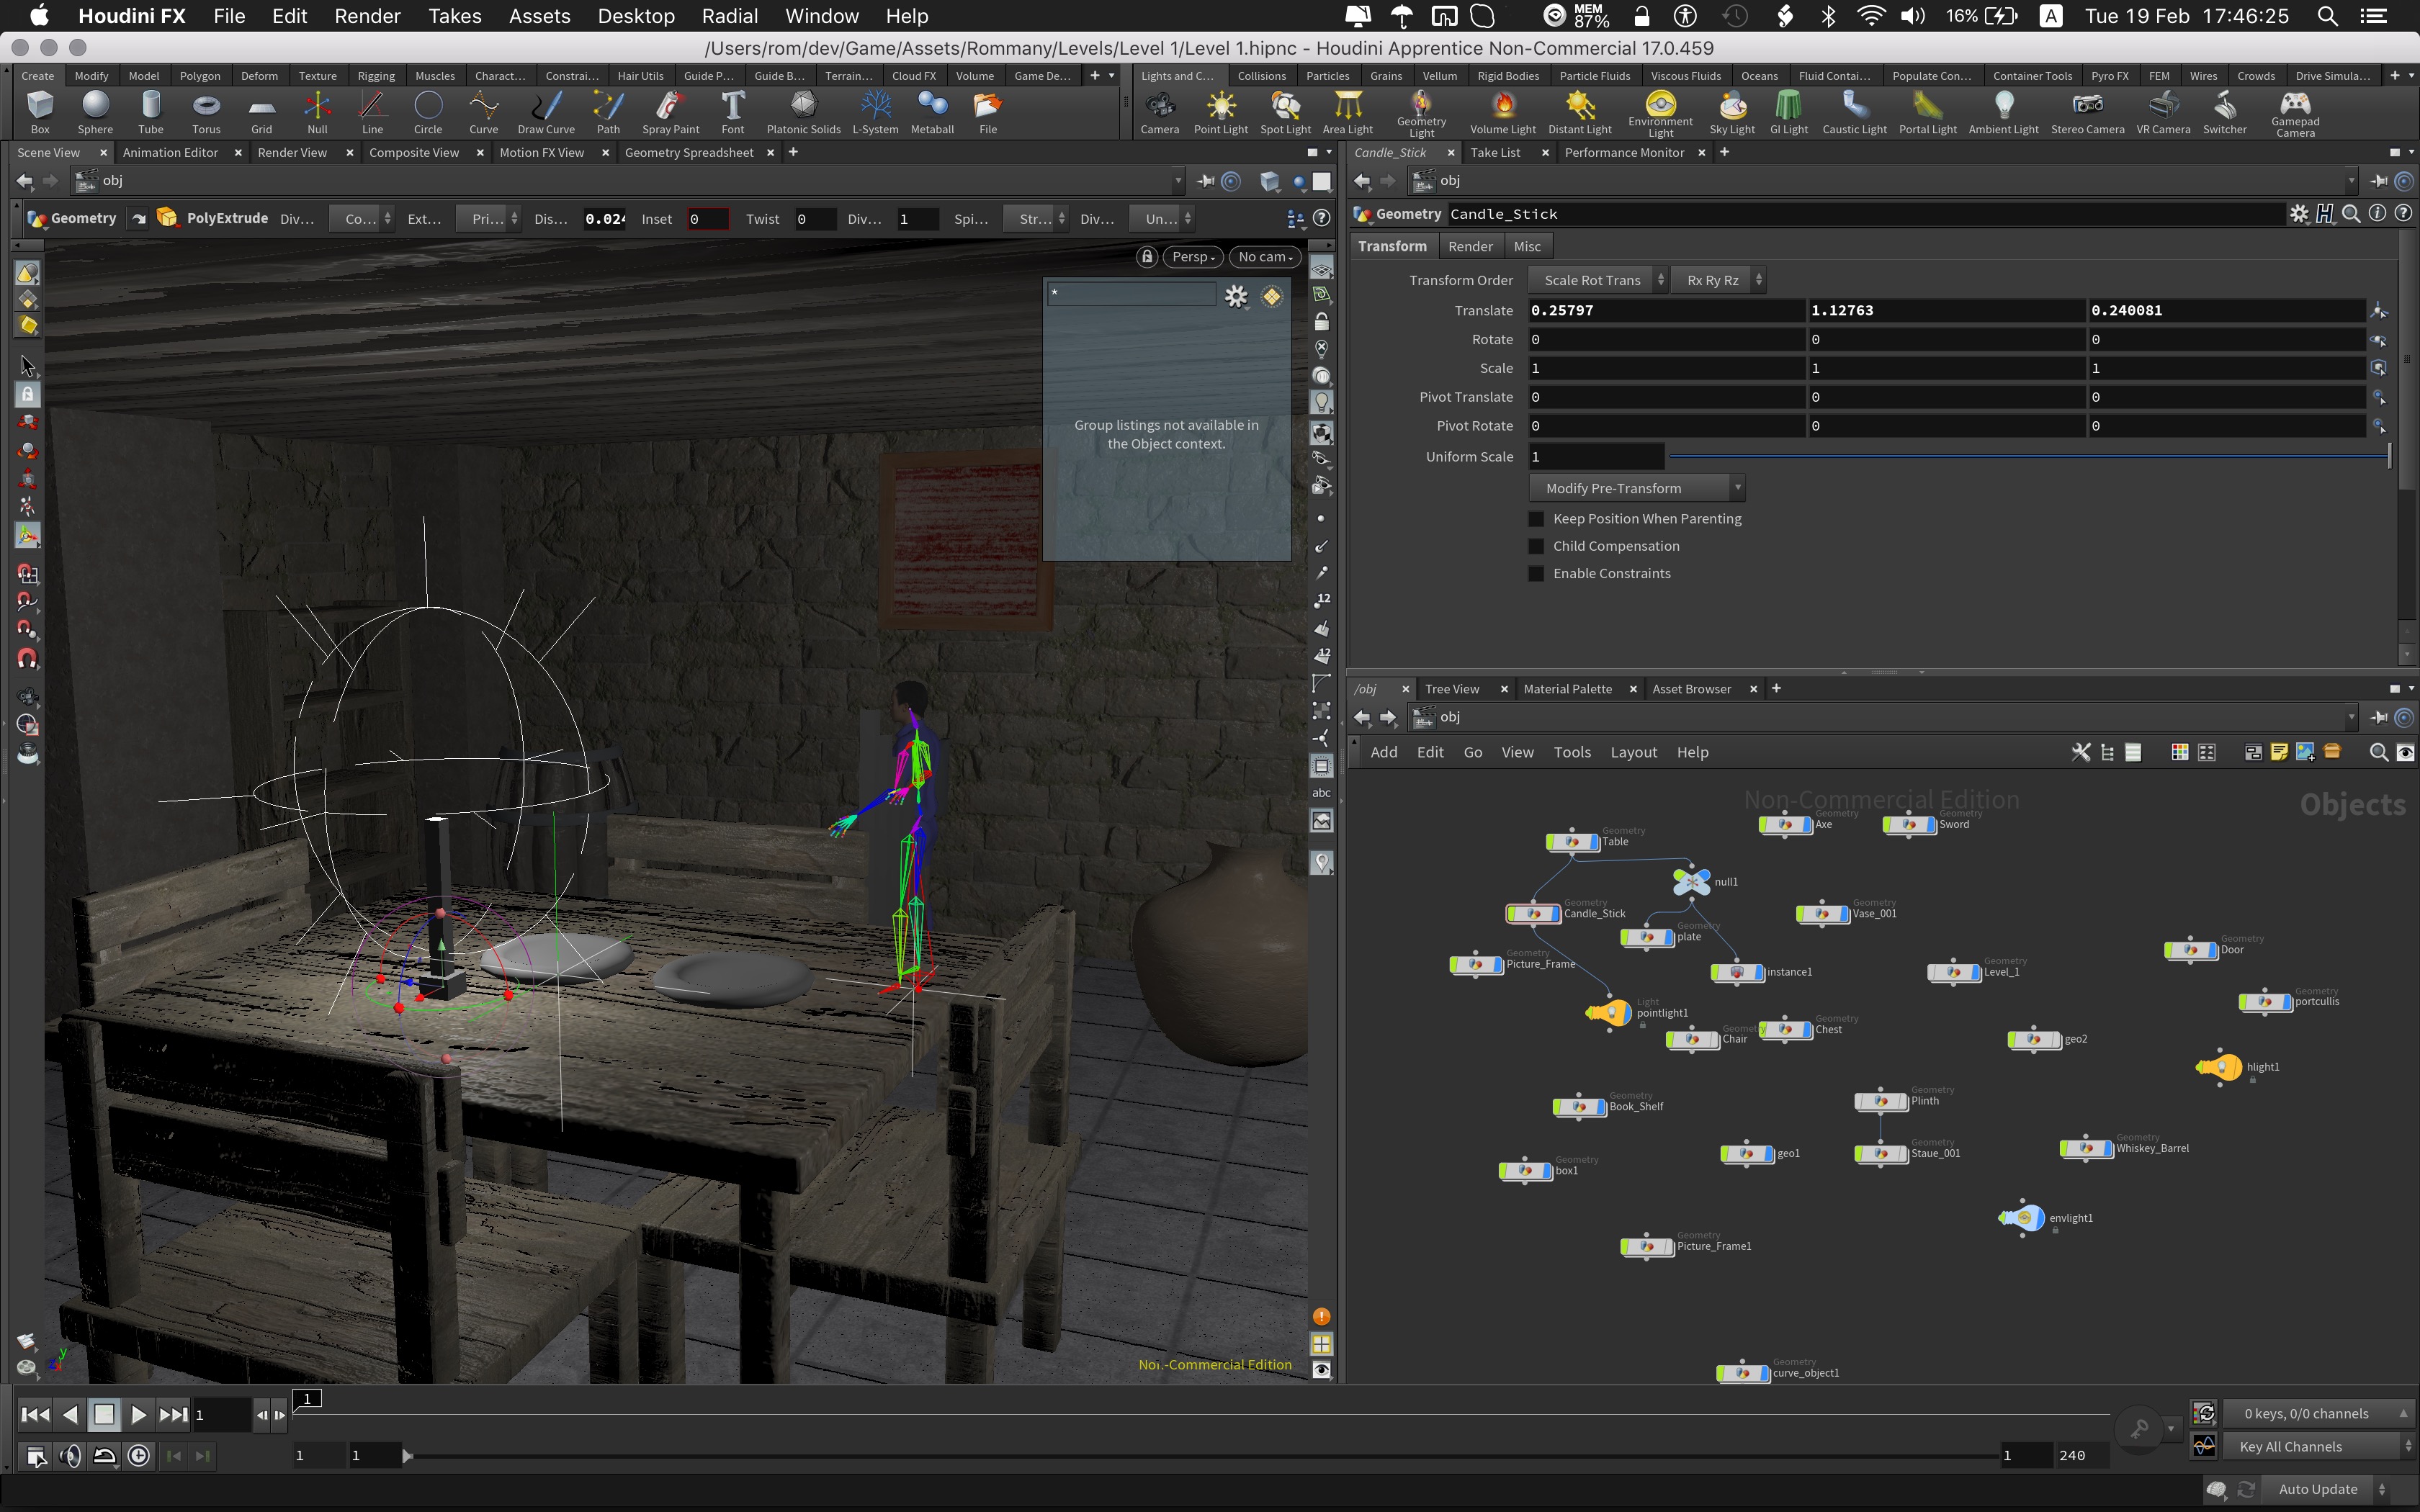 Houdini FX File Edit Render Takes Assets Desktop Radial Window Help MEM 87% 16% A Tue 19 Feb 17:46:25
/Users/rom/dev/Game/Assets/Rommany/Levels/Level 1/Level 1.hipnc - Houdini Apprentice Non-Commercial 17.0.459
Create Modify Model Polygon Deform Texture Rigging Muscles Charact... Constrai... Hair Utils Guide P... Guide B... Terrain... Cloud FX Volume Game De...
Lights and C... Collisions Particles Grains Vellum Rigid Bodies Particle Fluids Viscous Fluids Oceans Fluid Contai... Populate Con... Container Tools Pyro FX FEM Wires Crowds Drive Simula...
Box Sphere Tube Torus Grid Null Line Circle Curve Draw Curve Path Spray Paint Font Platonic Solids L-System Metaball File
Camera Point Light Spot Light Area Light Geometry Light Volume Light Distant Light Environment Light Sky Light GI Light Caustic Light Portal Light Ambient Light Stereo Camera VR Camera Switcher Gamepad Camera
Scene View Animation Editor Render View Composite View Motion FX View Geometry Spreadsheet
obj
Geometry PolyExtrude Div... Co... Ext... Pri... Dis... 0.024 Inset 0 Twist 0 Div... 1 Spi... Str... Div... Un...
Persp No cam
*
Group listings not available in
the Object context.
12
12
abc
Non-Commercial Edition
z y
Candle_Stick Take List Performance Monitor
obj
Geometry Candle_Stick
Transform Render Misc
Transform Order Scale Rot Trans Rx Ry Rz
Translate 0.25797 1.12763 0.240081
Rotate 0 0 0
Scale 1 1 1
Pivot Translate 0 0 0
Pivot Rotate 0 0 0
Uniform Scale 1
Modify Pre-Transform
Keep Position When Parenting
Child Compensation
Enable Constraints
/obj Tree View Material Palette Asset Browser
obj
Add Edit Go View Tools Layout Help
Non-Commercial Edition
Objects
Geometry
Axe
Geometry
Sword
Geometry
Table
null1
Geometry
Candle_Stick
Geometry
plate
Geometry
Vase_001
Geometry
Picture_Frame
instance1
Geometry
Level_1
Geometry
Door
Geometry
portcullis
Light
pointlight1
Geometry
Chair
Geometry
Chest
geo2
hlight1
Geometry
Book_Shelf
Geometry
Plinth
geo1
Geometry
Staue_001
Geometry
Whiskey_Barrel
Geometry
box1
envlight1
Geometry
Picture_Frame1
Geometry
curve_object1
1 1
0 keys, 0/0 channels
1 1 1 240
Key All Channels
Auto Update